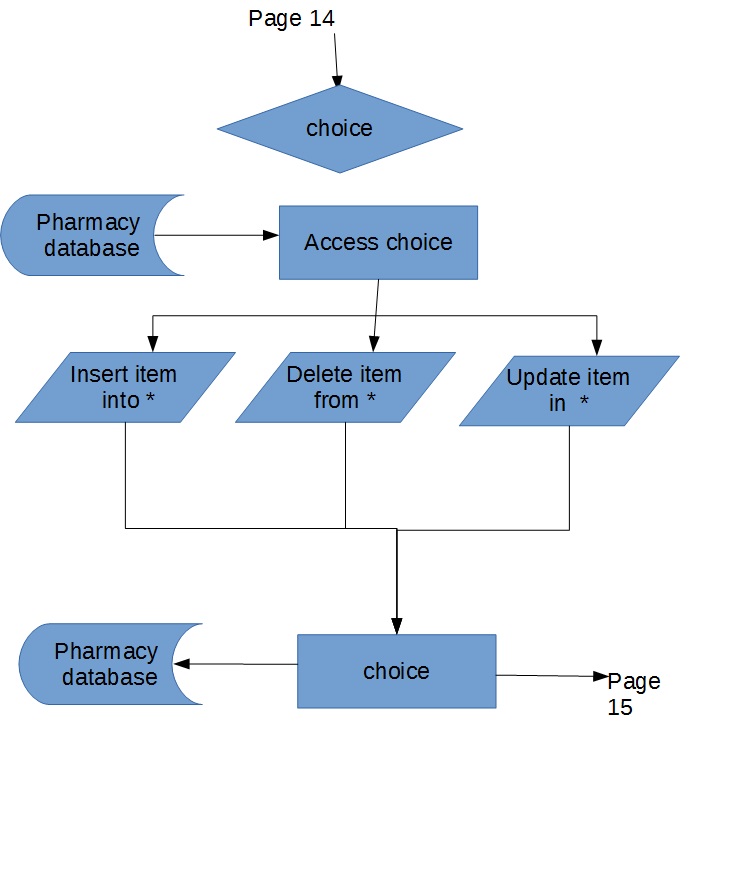 Page 14
choice
Pharmacy
database
Access choice
Insert item
into *
Delete item
from *
Update item
in  *
Pharmacy
database
choice
Page
15